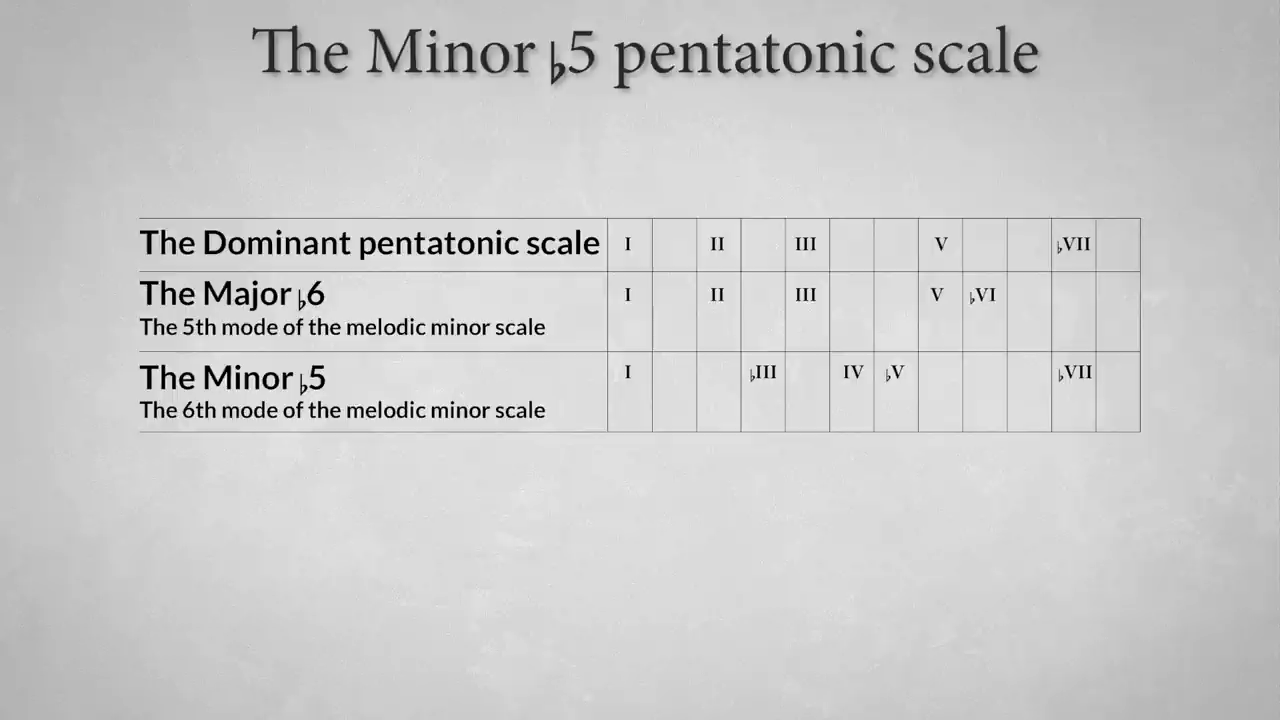 The Minor ♭5 pentatonic scale
The Dominant pentatonic scale I II III V ♭VII
The Major ♭6 I II III V ♭VI
The 5th mode of the melodic minor scale
The Minor ♭5 I ♭III IV ♭V ♭VII
The 6th mode of the melodic minor scale